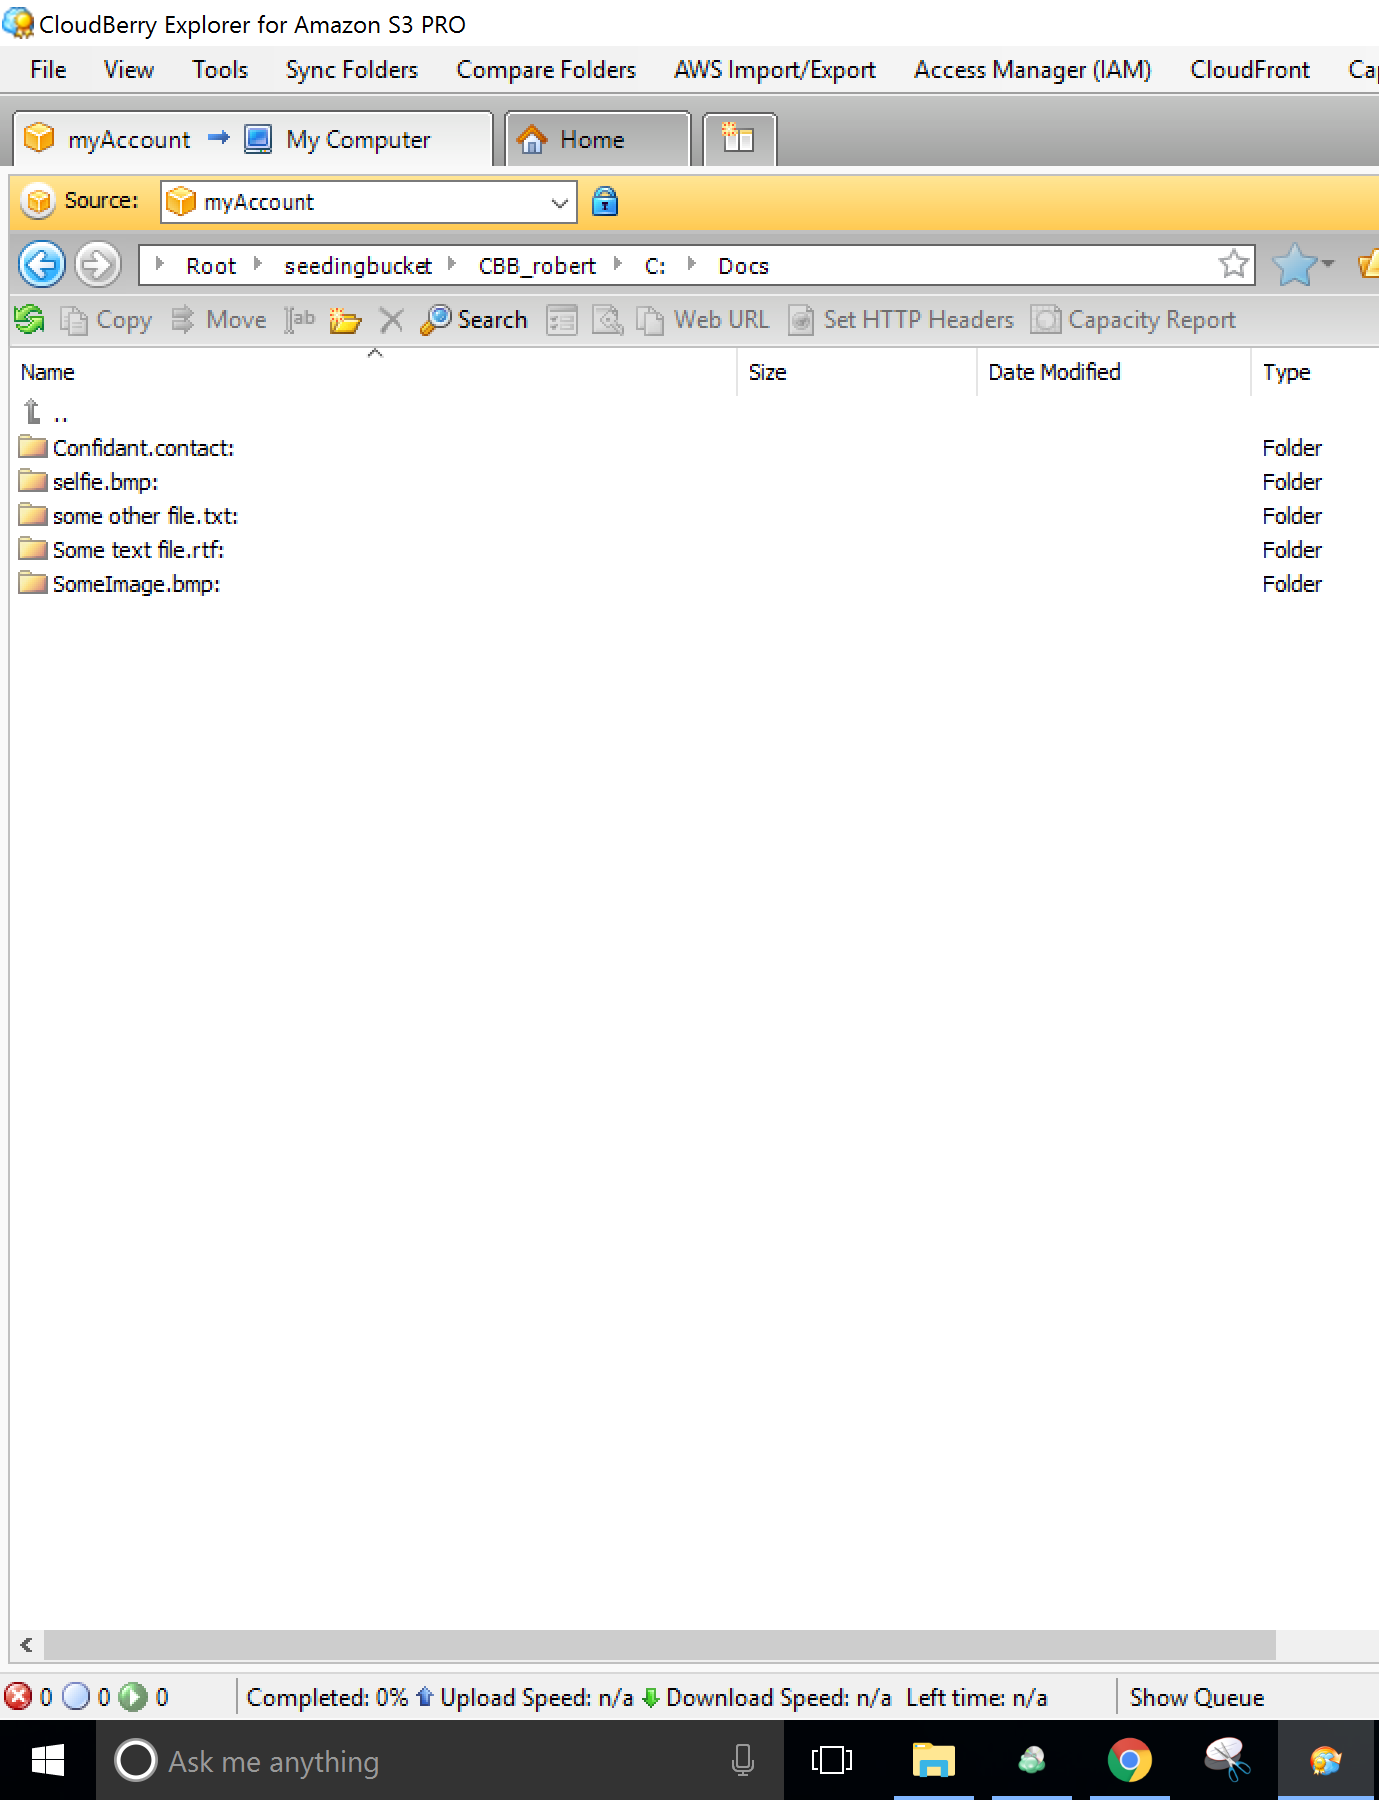 CloudBerry Explorer for Amazon S3 PRO
File View Tools Sync Folders Compare Folders AWS Import/Export Access Manager (IAM) CloudFront Ca
myAccount My Computer Home
Source: myAccount
Root seedingbucket CBB_robert C: Docs
Copy Move ab Search Web URL Set HTTP Headers Capacity Report
Name Size Date Modified Type
..
Confidant.contact: Folder
selfie.bmp: Folder
some other file.txt: Folder
Some text file.rtf: Folder
SomeImage.bmp: Folder
0 0 0 Completed: 0% Upload Speed: n/a Download Speed: n/a Left time: n/a Show Queue
Ask me anything